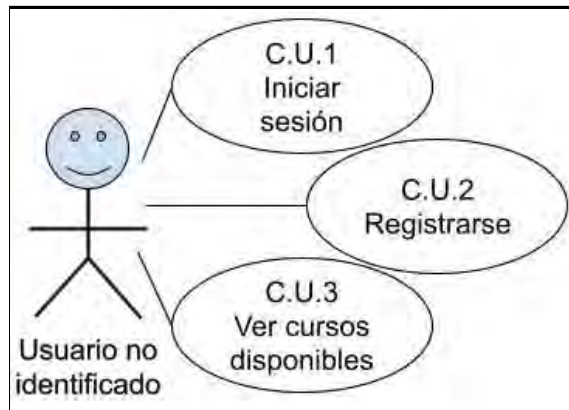 C.U.1
Iniciar
sesión
C.U.2
Registrarse
C.U.3
Ver cursos
disponibles
Usuario no
identificado